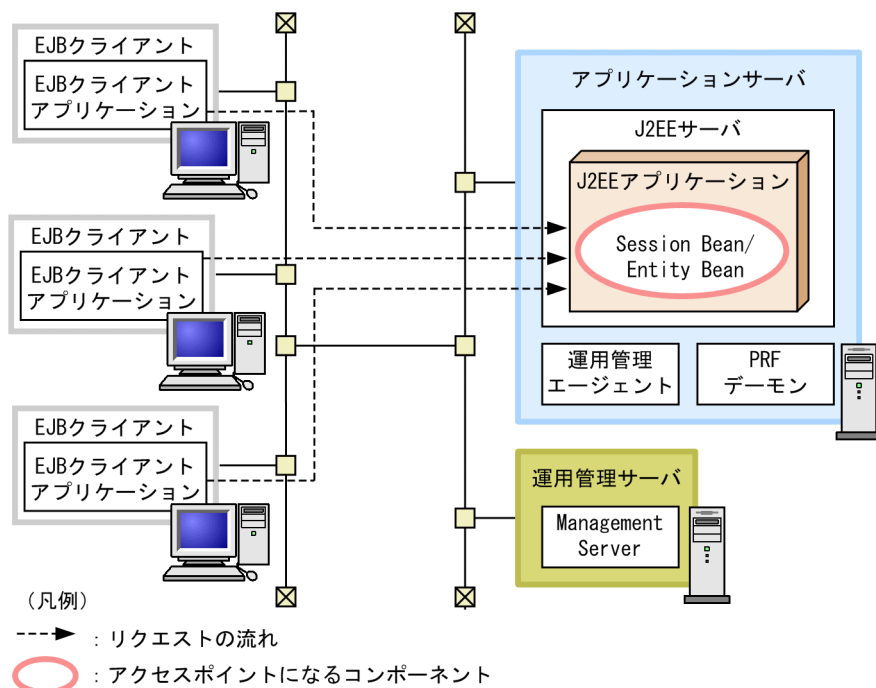 EJBクライアント
EJBクライアント
アプリケーション
EJBクライアント
EJBクライアント
アプリケーション
EJBクライアント
EJBクライアント
アプリケーション
アプリケーションサーバ
J2EEサーバ
J2EEアプリケーション
Session Bean/
Entity Bean
運用管理
エージェント
PRF
デーモン
運用管理サーバ
Management
Server
（凡例）
：リクエストの流れ
：アクセスポイントになるコンポーネント